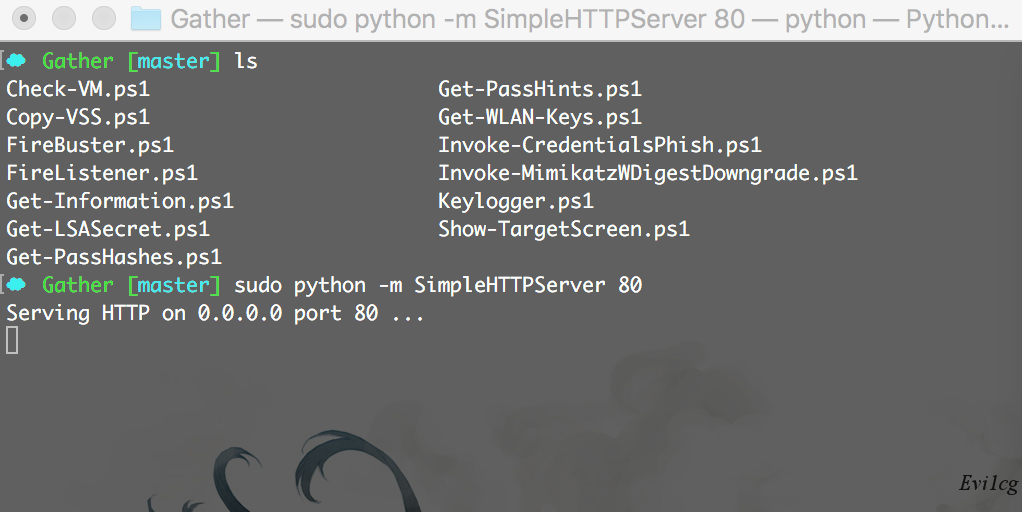 Gather — sudo python -m SimpleHTTPServer 80 — python — Python...
Gather [master] ls
Check-VM.ps1 Get-PassHints.ps1
Copy-VSS.ps1 Get-WLAN-Keys.ps1
FireBuster.ps1 Invoke-CredentialsPhish.ps1
FireListener.ps1 Invoke-MimikatzWDigestDowngrade.ps1
Get-Information.ps1 Keylogger.ps1
Get-LSASecret.ps1 Show-TargetScreen.ps1
Get-PassHashes.ps1
Gather [master] sudo python -m SimpleHTTPServer 80
Serving HTTP on 0.0.0.0 port 80 ...
Evi1cg